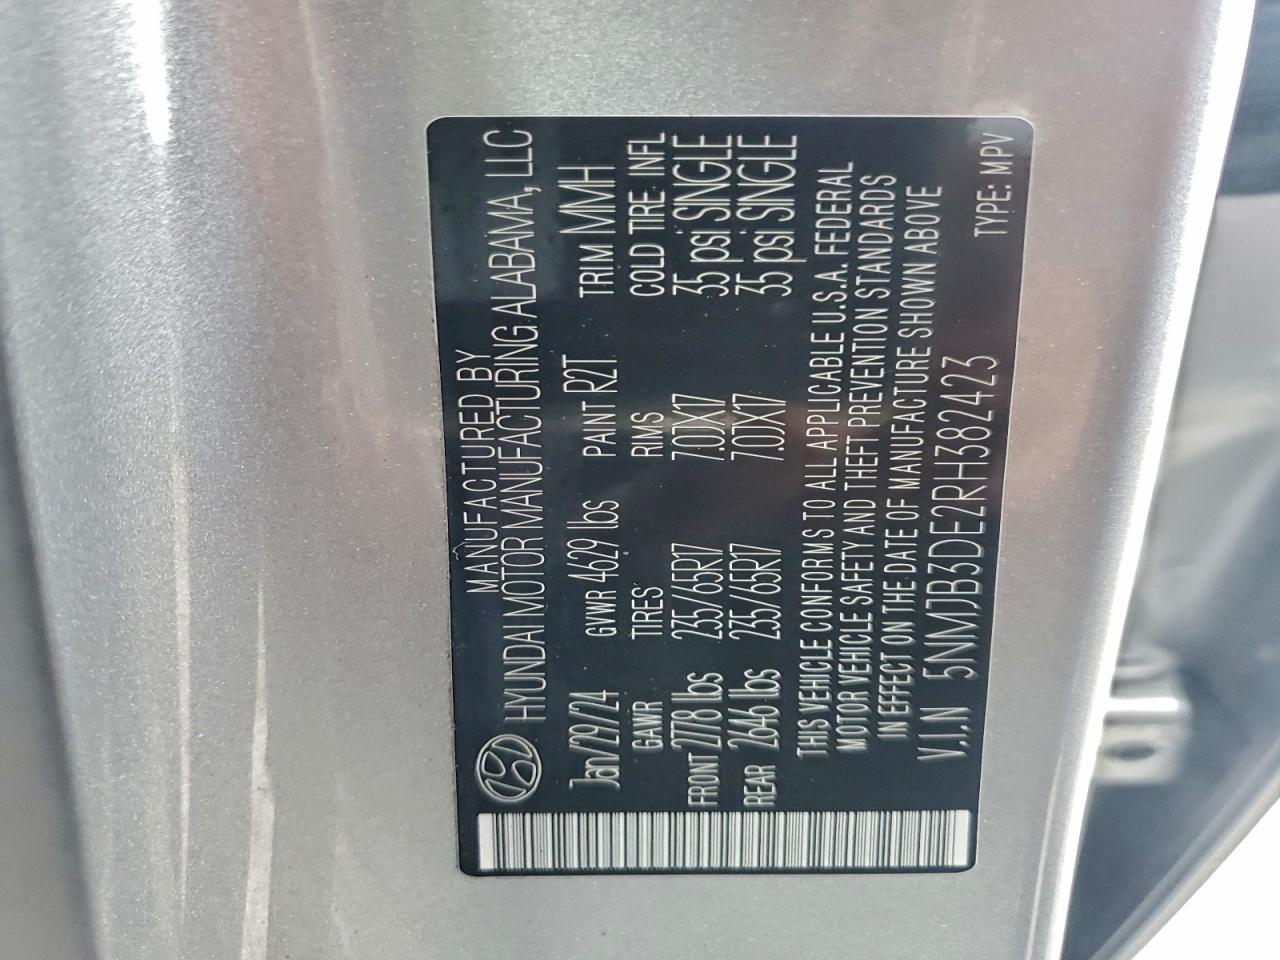 MANUFACTURED BY
HYUNDAI MOTOR MANUFACTURING ALABAMA, LLC
Jan/29/24 GVWR 4629 lbs PAINT R2T TRIM MMH
GAWR TIRES RIMS COLD TIRE INFL
FRONT 2778 lbs 235/65R17 7.0JX17 35 psi SINGLE
REAR 2646 lbs 235/65R17 7.0JX17 35 psi SINGLE
THIS VEHICLE CONFORMS TO ALL APPLICABLE U.S.A. FEDERAL
MOTOR VEHICLE SAFETY AND THEFT PREVENTION STANDARDS
IN EFFECT ON THE DATE OF MANUFACTURE SHOWN ABOVE
V.I.N 5NMJB3DE2RH382423
TYPE: MPV